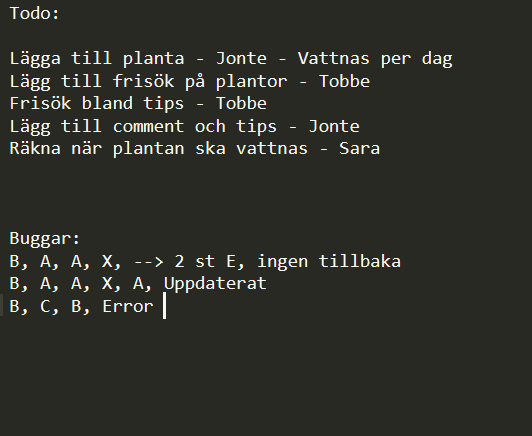 Todo:
Lägga till planta - Jonte - Vattnas per dag
Lägg till frisök på plantor - Tobbe
Frisök bland tips - Tobbe
Lägg till comment och tips - Jonte
Räkna när plantan ska vattnas - Sara
Buggar:
B, A, A, X, --> 2 st E, ingen tillbaka
B, A, A, X, A, Uppdaterat
B, C, B, Error